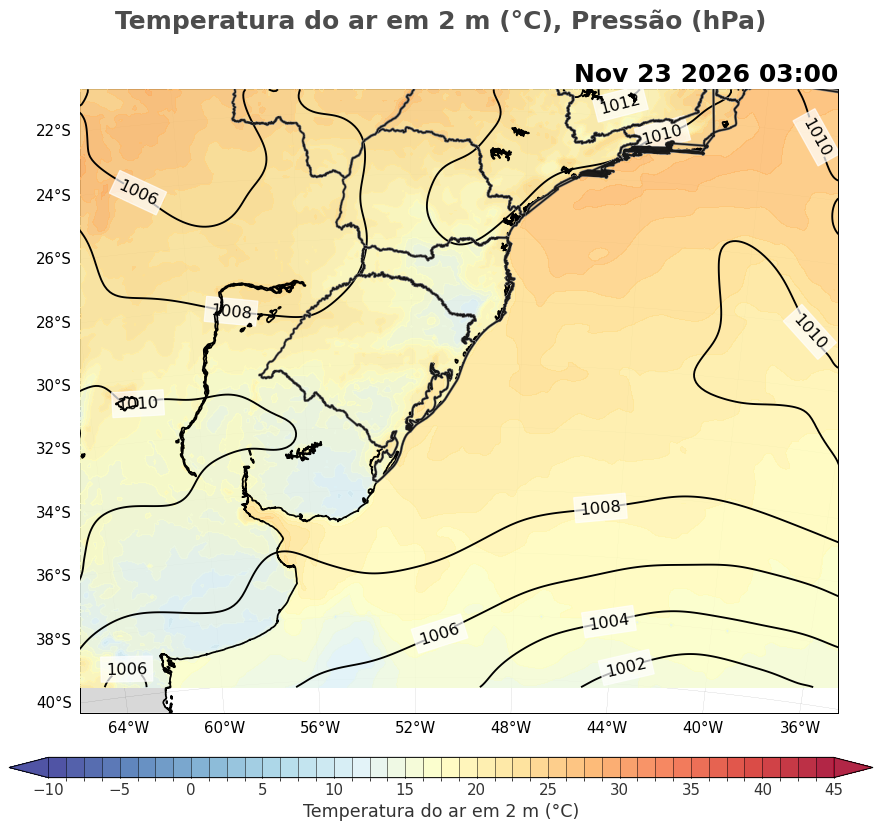 Temperatura do ar em 2 m (°C), Pressão (hPa)
Nov 23 2026 03:00
1012
1010
1010
1006
1008
1010
1010
1008
1006
1004
1002
1006
22°S
24°S
26°S
28°S
30°S
32°S
34°S
36°S
38°S
40°S
64°W 60°W 56°W 52°W 48°W 44°W 40°W 36°W
−10 −5 0 5 10 15 20 25 30 35 40 45
Temperatura do ar em 2 m (°C)